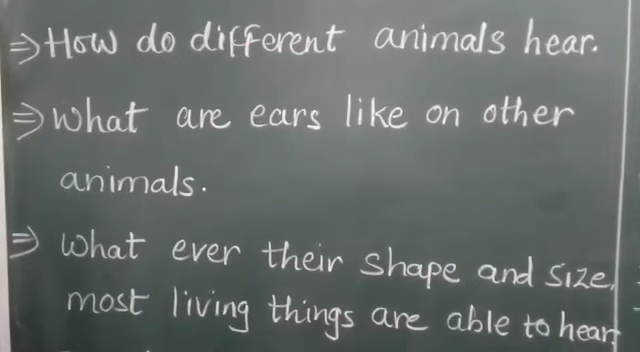 ⇒ How do different animals hear.
⇒ What are ears like on other
animals.
⇒ What ever their shape and size,
most living things are able to hear.